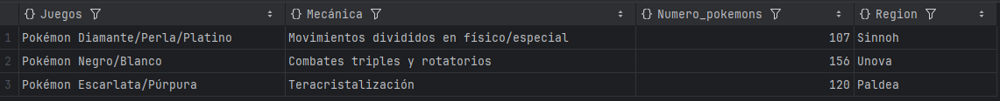 {} Juegos {} Mecánica {} Numero_pokemons {} Region
1 Pokémon Diamante/Perla/Platino Movimientos divididos en físico/especial 107 Sinnoh
2 Pokémon Negro/Blanco Combates triples y rotatorios 156 Unova
3 Pokémon Escarlata/Púrpura Teracristalización 120 Paldea